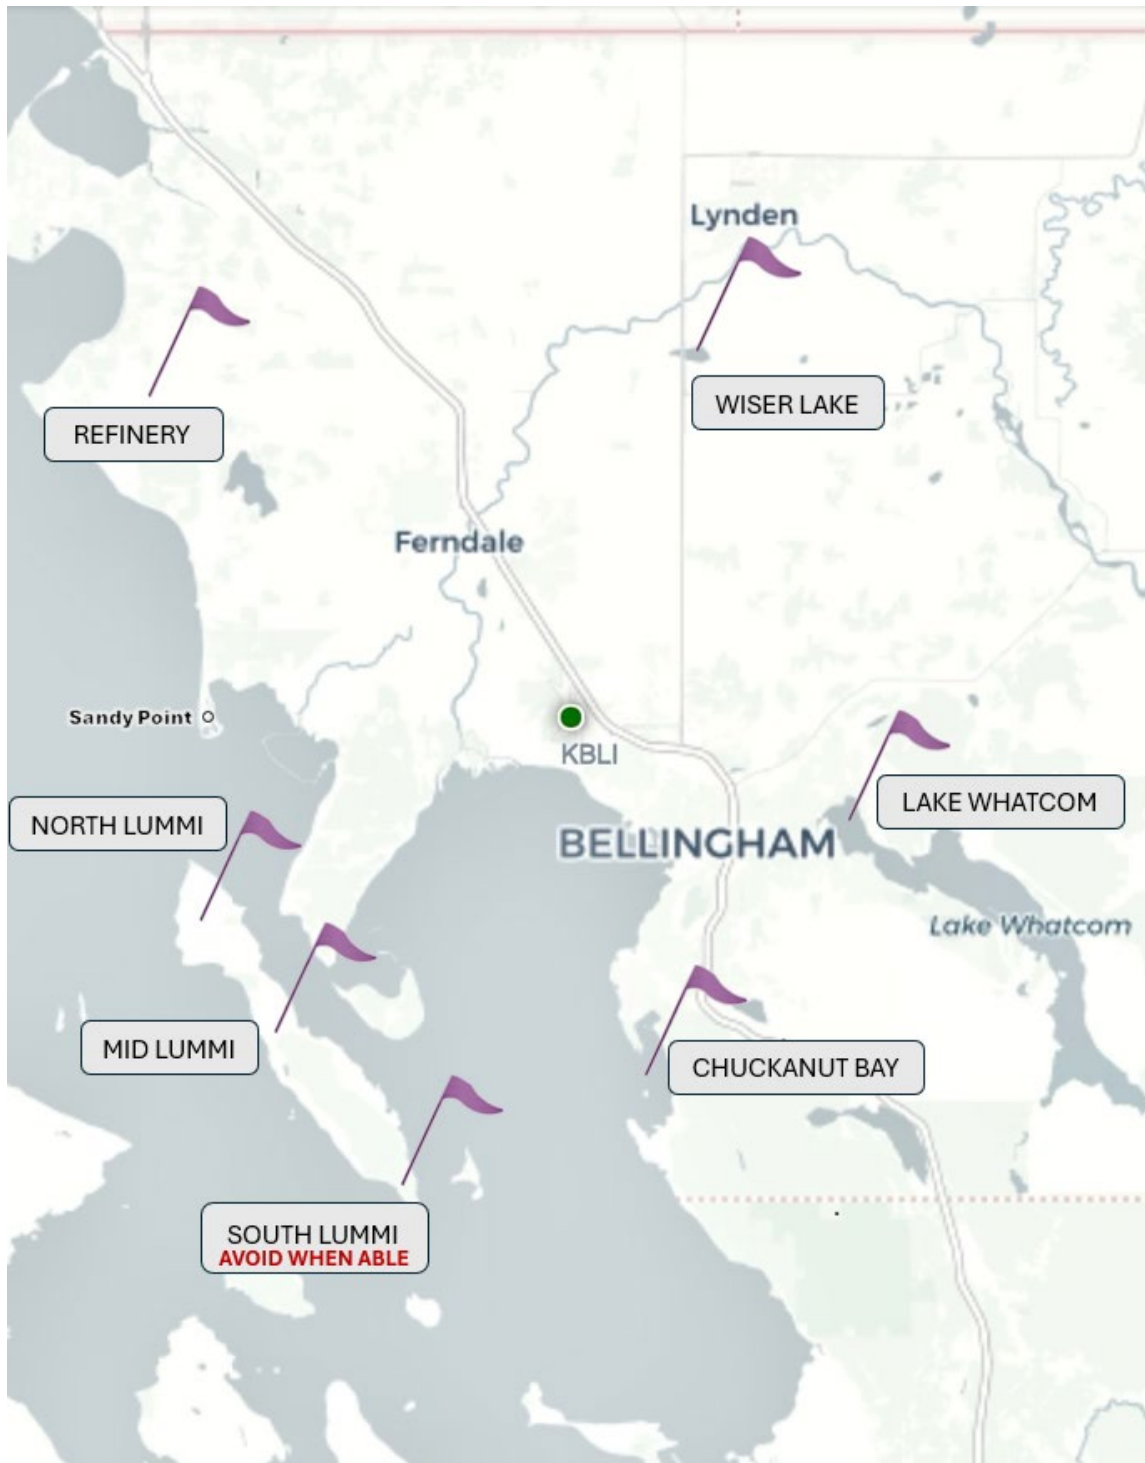 Lynden
WISER LAKE
REFINERY
Ferndale
Sandy Point
KBLI
LAKE WHATCOM
NORTH LUMMI
BELLINGHAM
Lake Whatcom
MID LUMMI
CHUCKANUT BAY
SOUTH LUMMI
AVOID WHEN ABLE